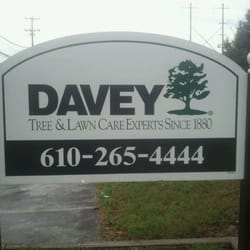 DAVEY
TREE & LAWN CARE EXPERTS SINCE 1880
610-265-4444